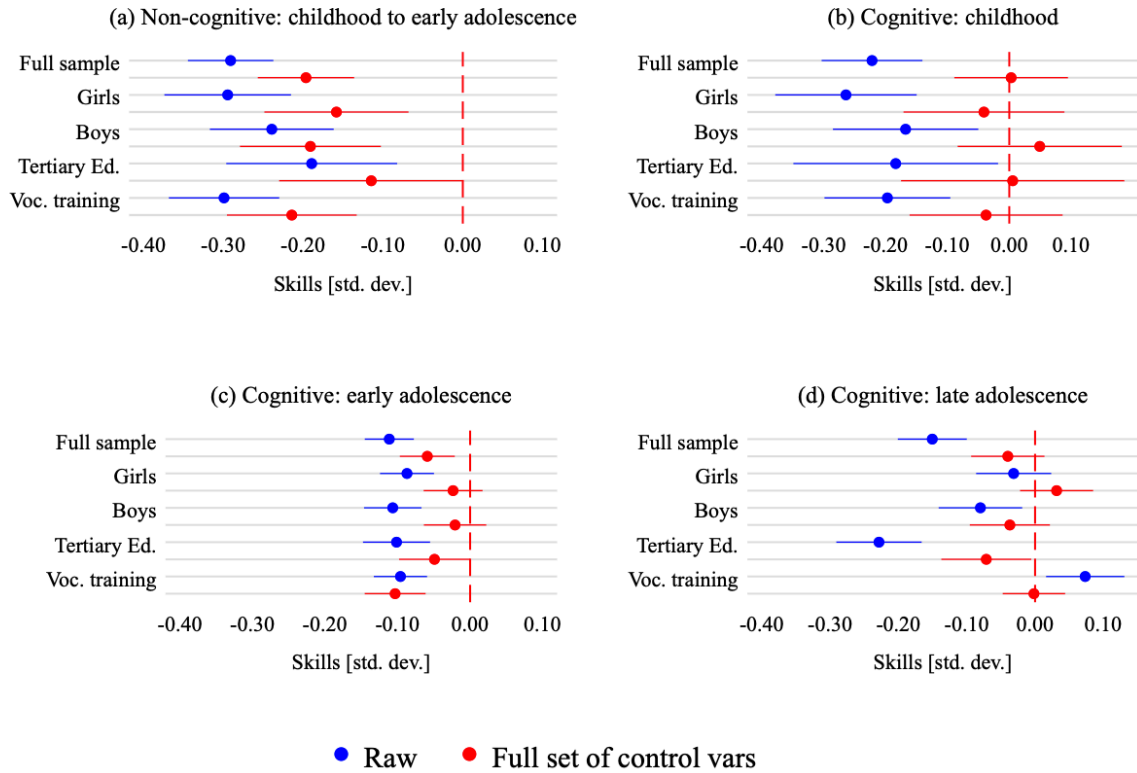 (a) Non-cognitive: childhood to early adolescence
Full sample
Girls
Boys
Tertiary Ed.
Voc. training
-0.40 -0.30 -0.20 -0.10 0.00 0.10
Skills [std. dev.]
(b) Cognitive: childhood
Full sample
Girls
Boys
Tertiary Ed.
Voc. training
-0.40 -0.30 -0.20 -0.10 0.00 0.10
Skills [std. dev.]
(c) Cognitive: early adolescence
Full sample
Girls
Boys
Tertiary Ed.
Voc. training
-0.40 -0.30 -0.20 -0.10 0.00 0.10
Skills [std. dev.]
(d) Cognitive: late adolescence
Full sample
Girls
Boys
Tertiary Ed.
Voc. training
-0.40 -0.30 -0.20 -0.10 0.00 0.10
Skills [std. dev.]
Raw Full set of control vars